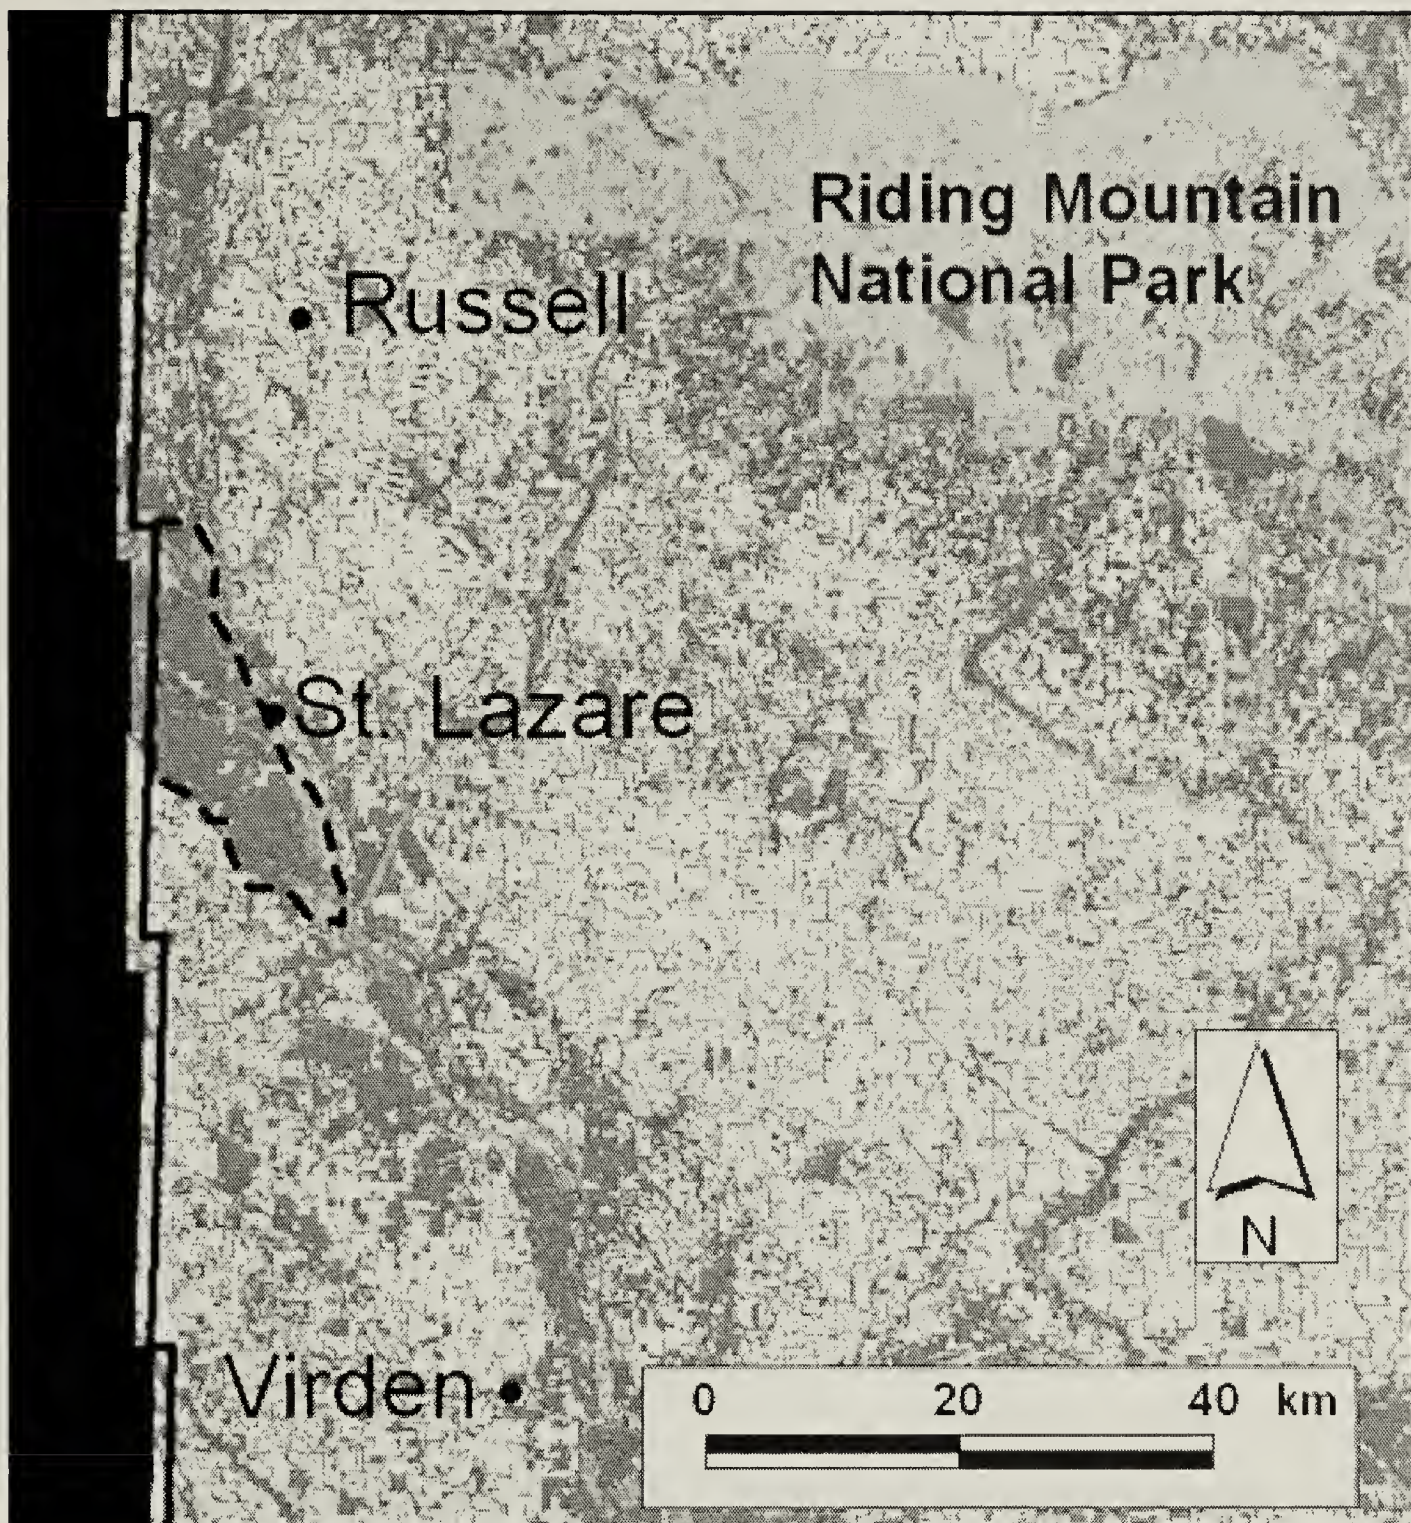 Riding Mountain
National Park
Russell
St. Lazare
N
Virden
0 20 40 km